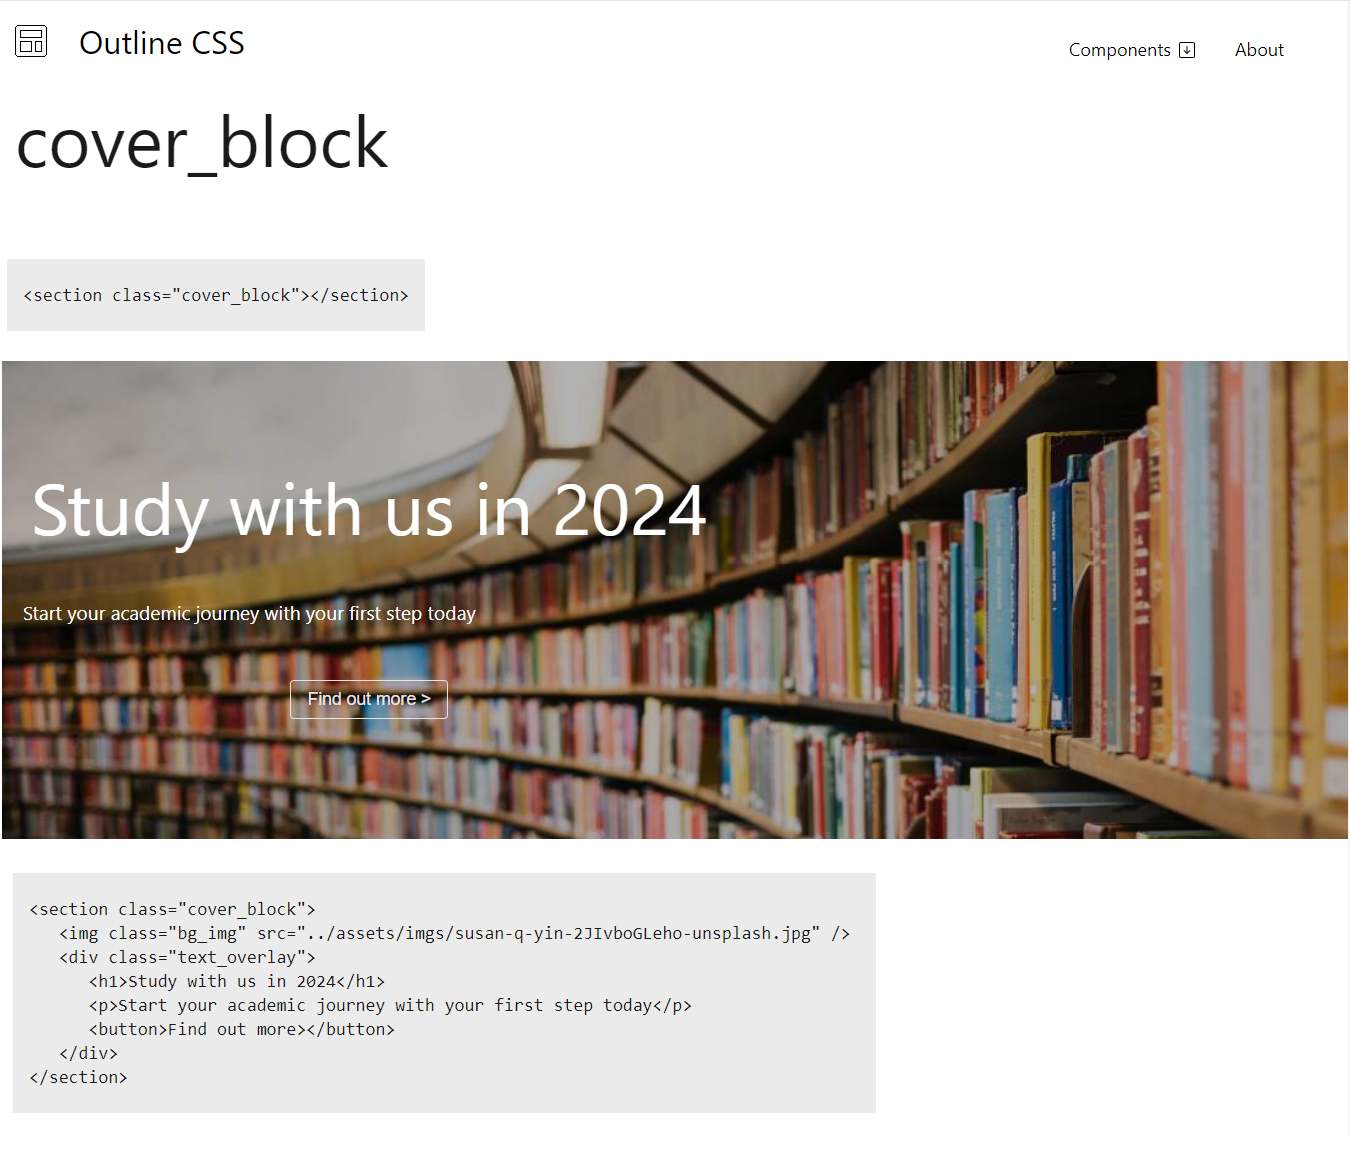 Outline CSS
Components
About
cover_block
<section class="cover_block"></section>
Study with us in 2024
Start your academic journey with your first step today
Find out more >
<section class="cover_block">
<img class="bg_img" src="../assets/imgs/susan-q-yin-2JIvboGLeho-unsplash.jpg" />
<div class="text_overlay">
<h1>Study with us in 2024</h1>
<p>Start your academic journey with your first step today</p>
<button>Find out more></button>
</div>
</section>